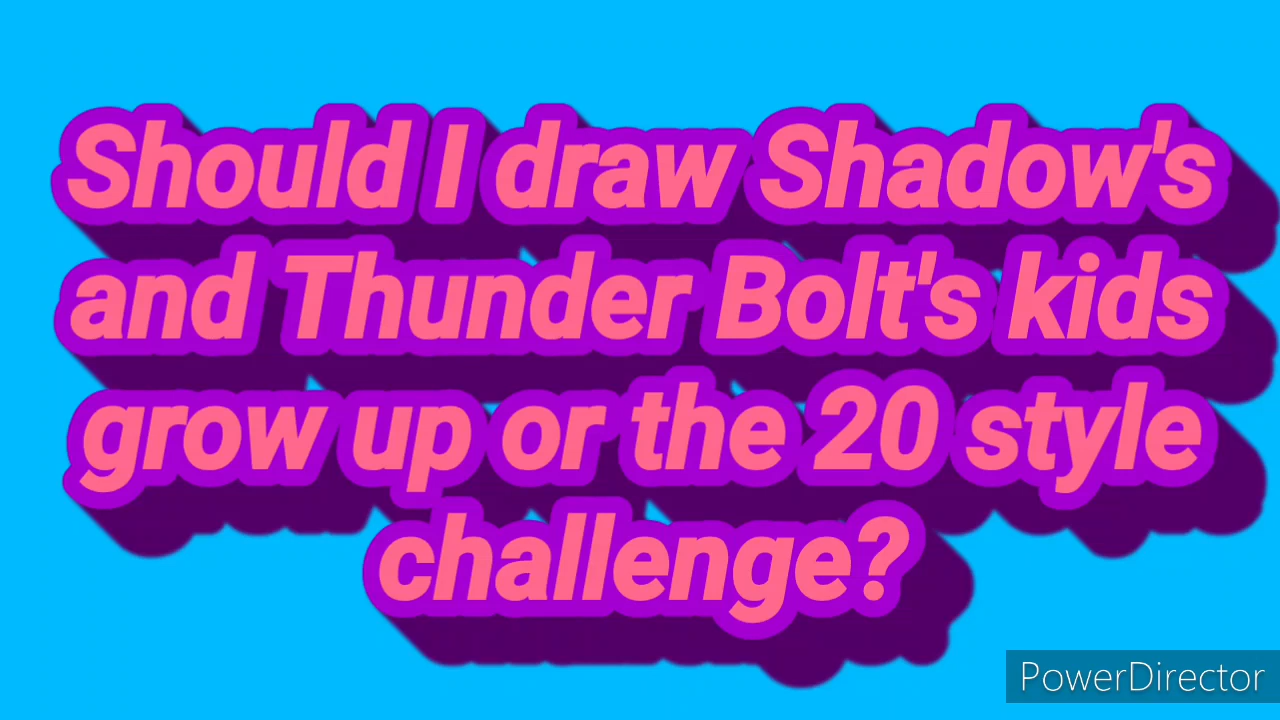 Should I draw Shadow's
and Thunder Bolt's kids
grow up or the 20 style
challenge?
PowerDirector